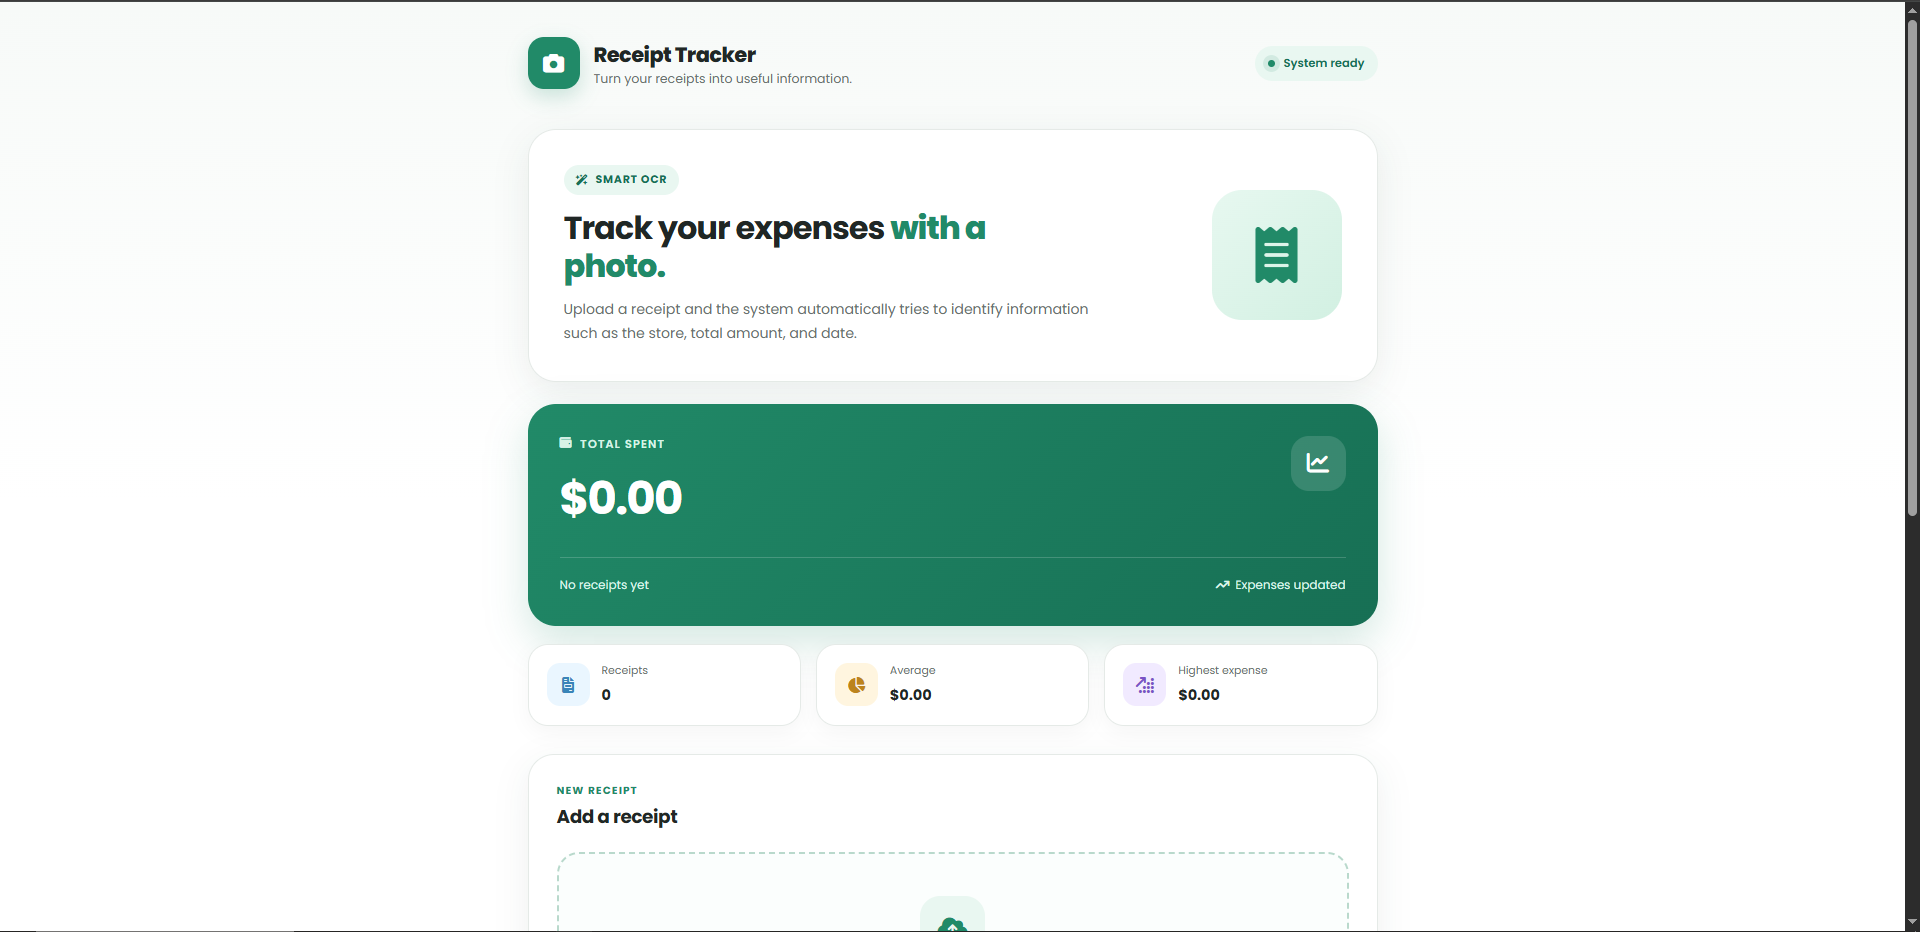 Receipt Tracker
Turn your receipts into useful information.
System ready
SMART OCR
Track your expenses with a
photo.
Upload a receipt and the system automatically tries to identify information
such as the store, total amount, and date.
TOTAL SPENT
$0.00
No receipts yet
Expenses updated
Receipts
0
Average
$0.00
Highest expense
$0.00
NEW RECEIPT
Add a receipt